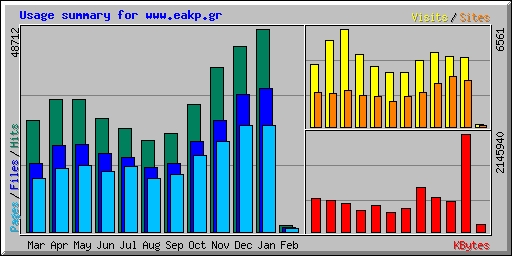 Usage summary for www.eakp.gr
Visits/Sites
48712
6561
Pages/Files/Hits
2145940
Mar Apr May Jun Jul Aug Sep Oct Nov Dec Jan Feb
KBytes